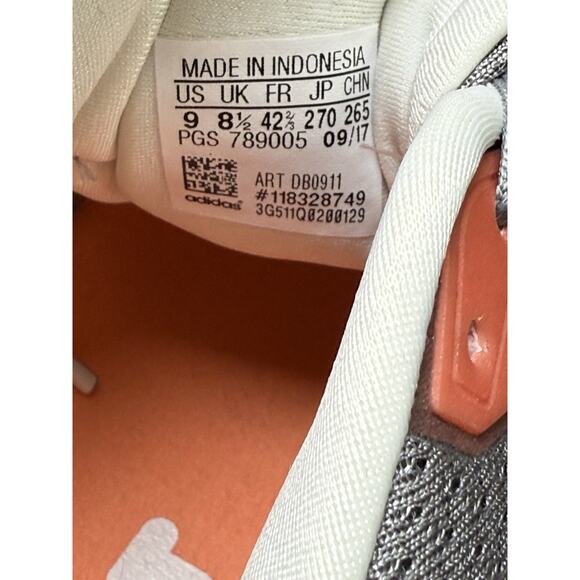 MADE IN INDONESIA
US UK FR JP CHN
9 8½ 42⅔ 270 265
PGS 789005 09/17
ART DB0911
#118328749
adidas 3G511Q0200129